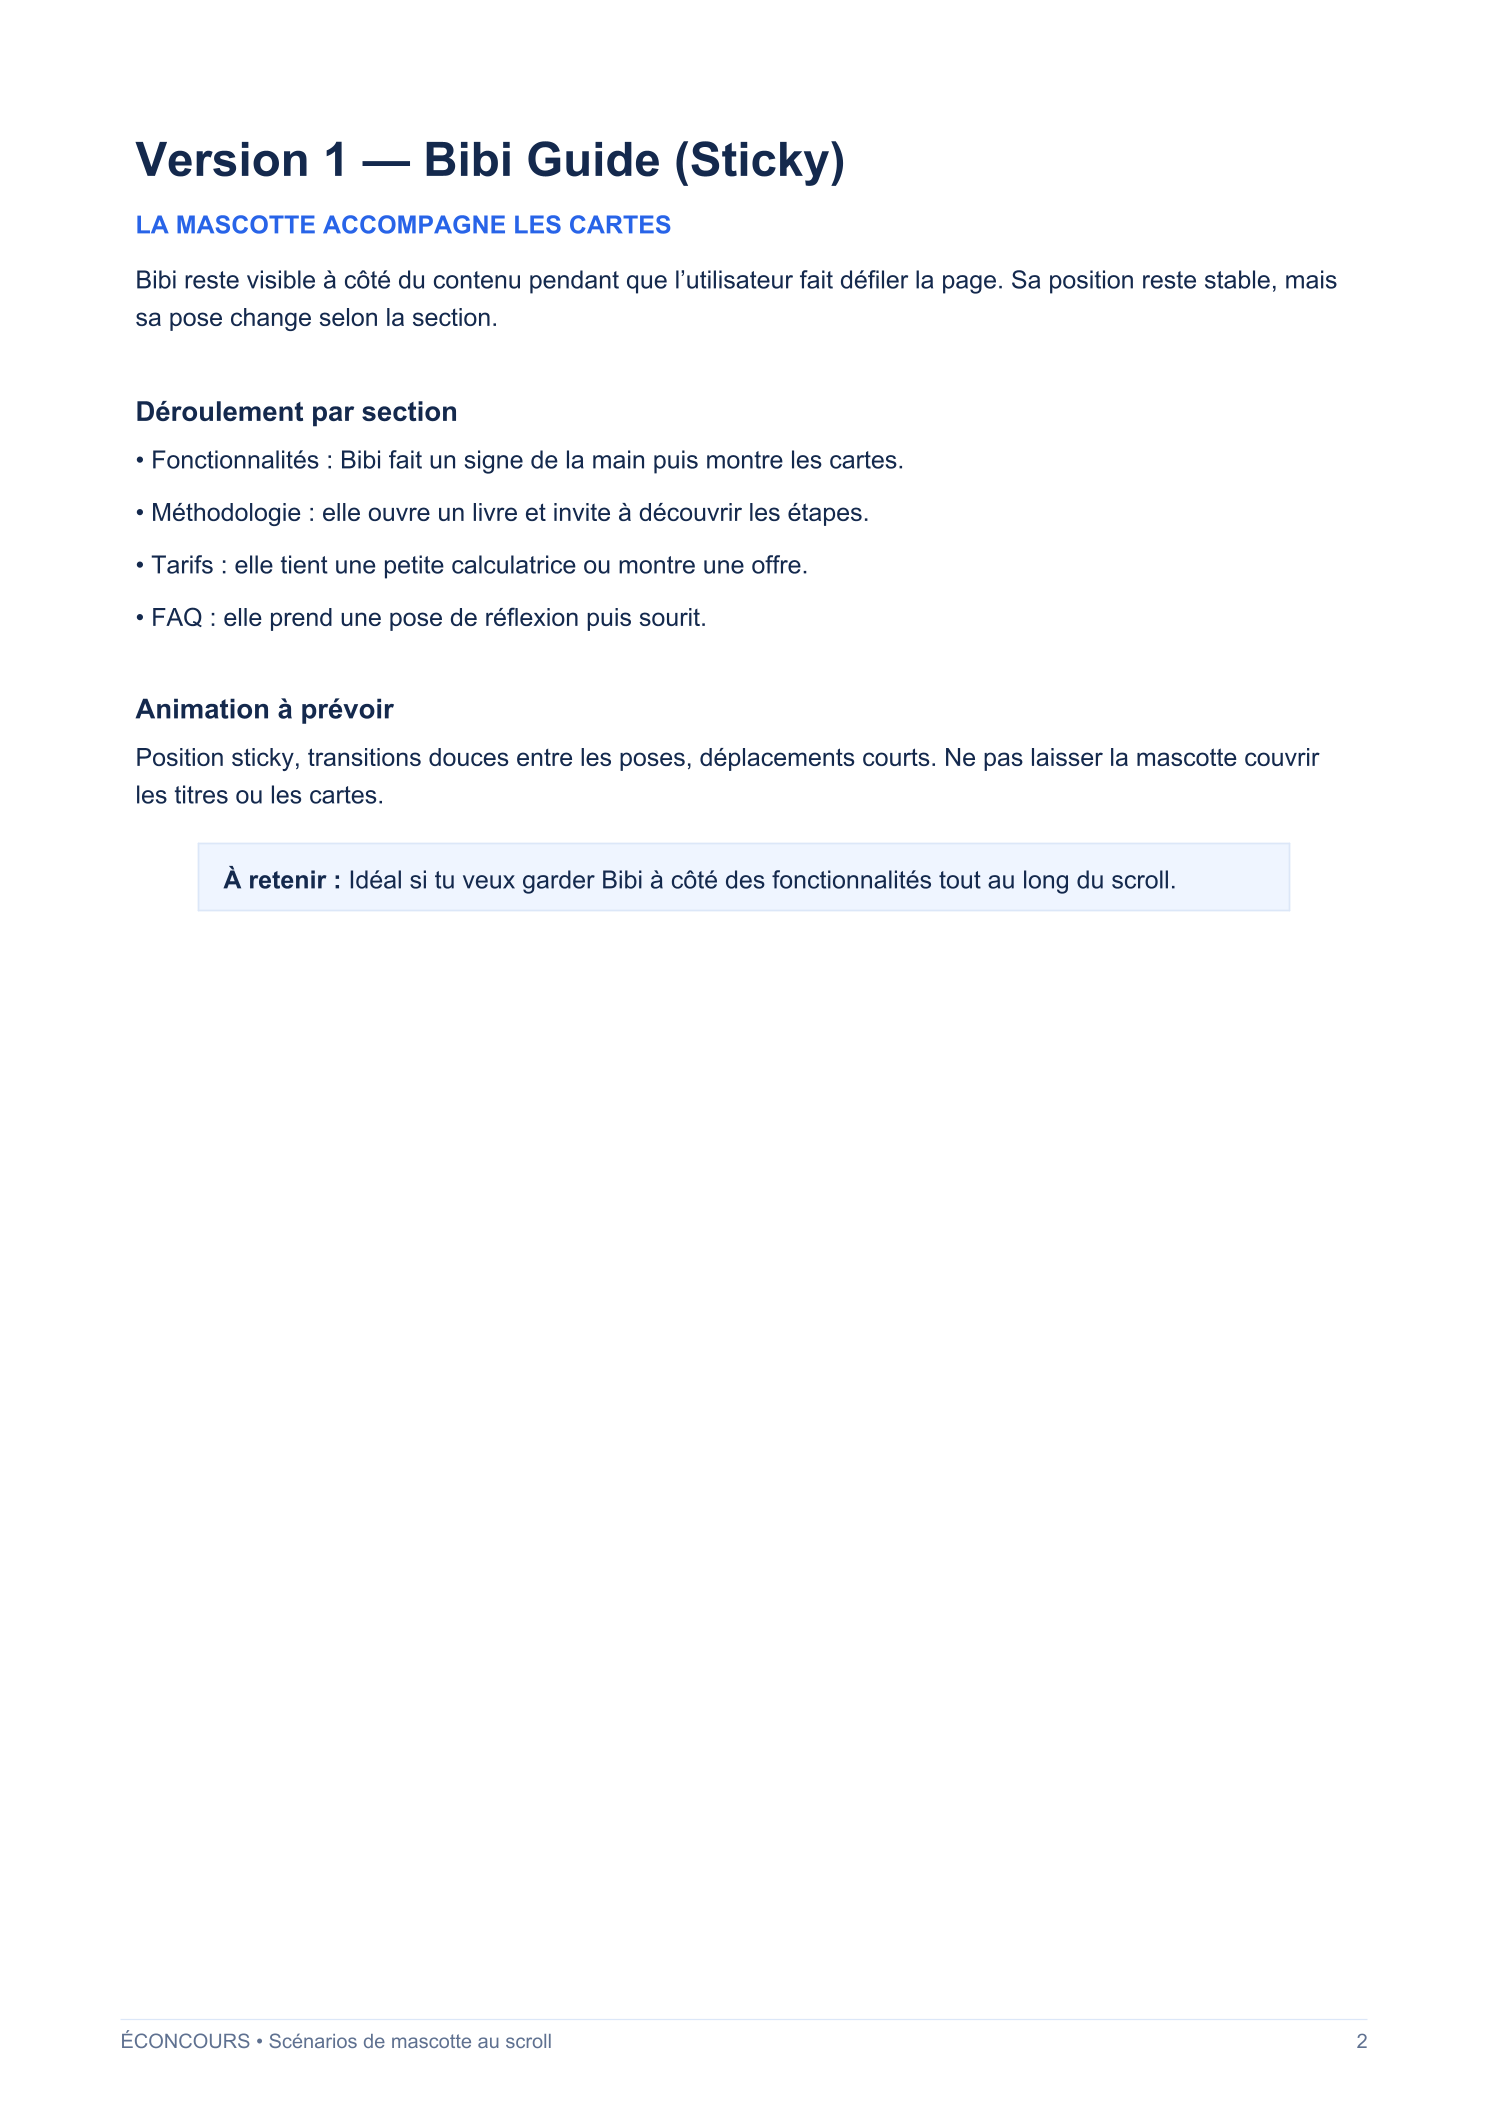 Version 1 — Bibi Guide (Sticky)
LA MASCOTTE ACCOMPAGNE LES CARTES
Bibi reste visible à côté du contenu pendant que l’utilisateur fait défiler la page. Sa position reste stable, mais
sa pose change selon la section.
Déroulement par section
• Fonctionnalités : Bibi fait un signe de la main puis montre les cartes.
• Méthodologie : elle ouvre un livre et invite à découvrir les étapes.
• Tarifs : elle tient une petite calculatrice ou montre une offre.
• FAQ : elle prend une pose de réflexion puis sourit.
Animation à prévoir
Position sticky, transitions douces entre les poses, déplacements courts. Ne pas laisser la mascotte couvrir
les titres ou les cartes.
À retenir : Idéal si tu veux garder Bibi à côté des fonctionnalités tout au long du scroll.
ÉCONCOURS • Scénarios de mascotte au scroll 2